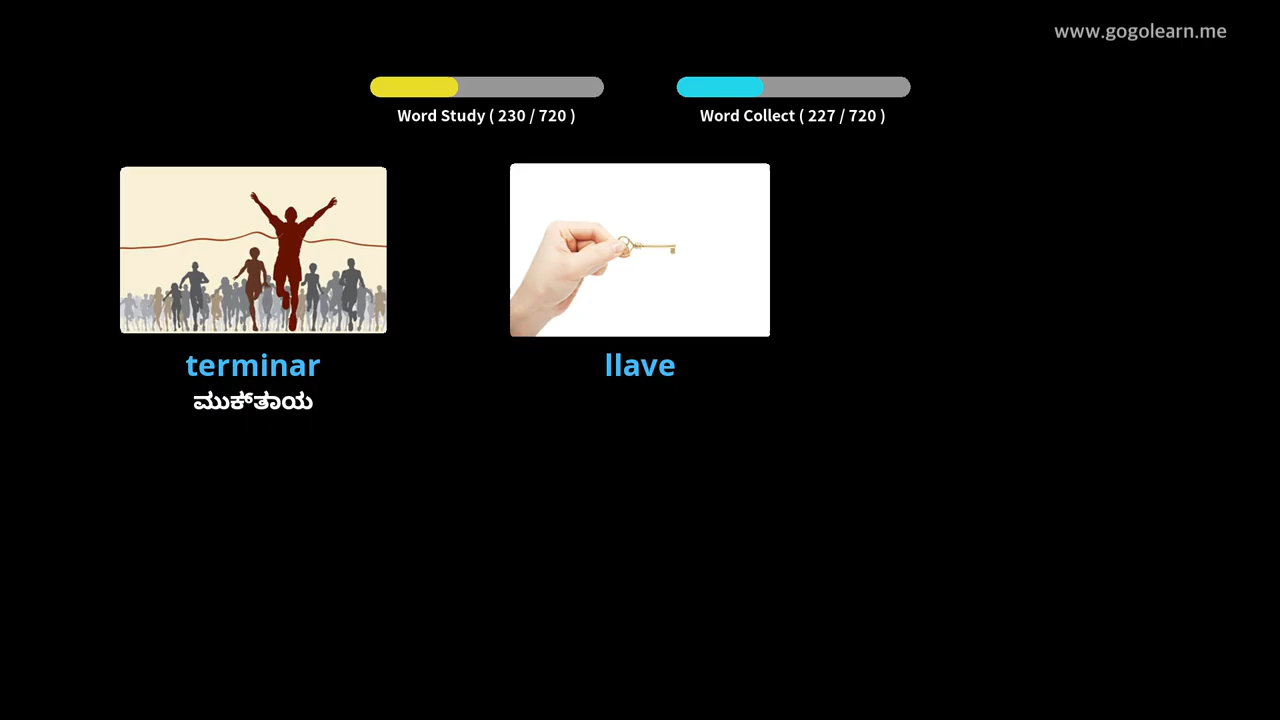 www.gogolearn.me
Word Study ( 230 / 720 )
Word Collect ( 227 / 720 )
terminar
llave
ಮುಕ್ತಾಯ